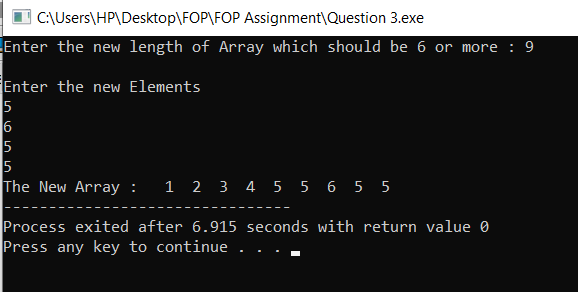 C:\Users\HP\Desktop\FOP\FOP Assignment\Question 3.exe
Enter the new length of Array which should be 6 or more : 9
Enter the new Elements
5
6
5
5
The New Array :   1  2  3  4  5  5  6  5  5
--------------------------------
Process exited after 6.915 seconds with return value 0
Press any key to continue . . .